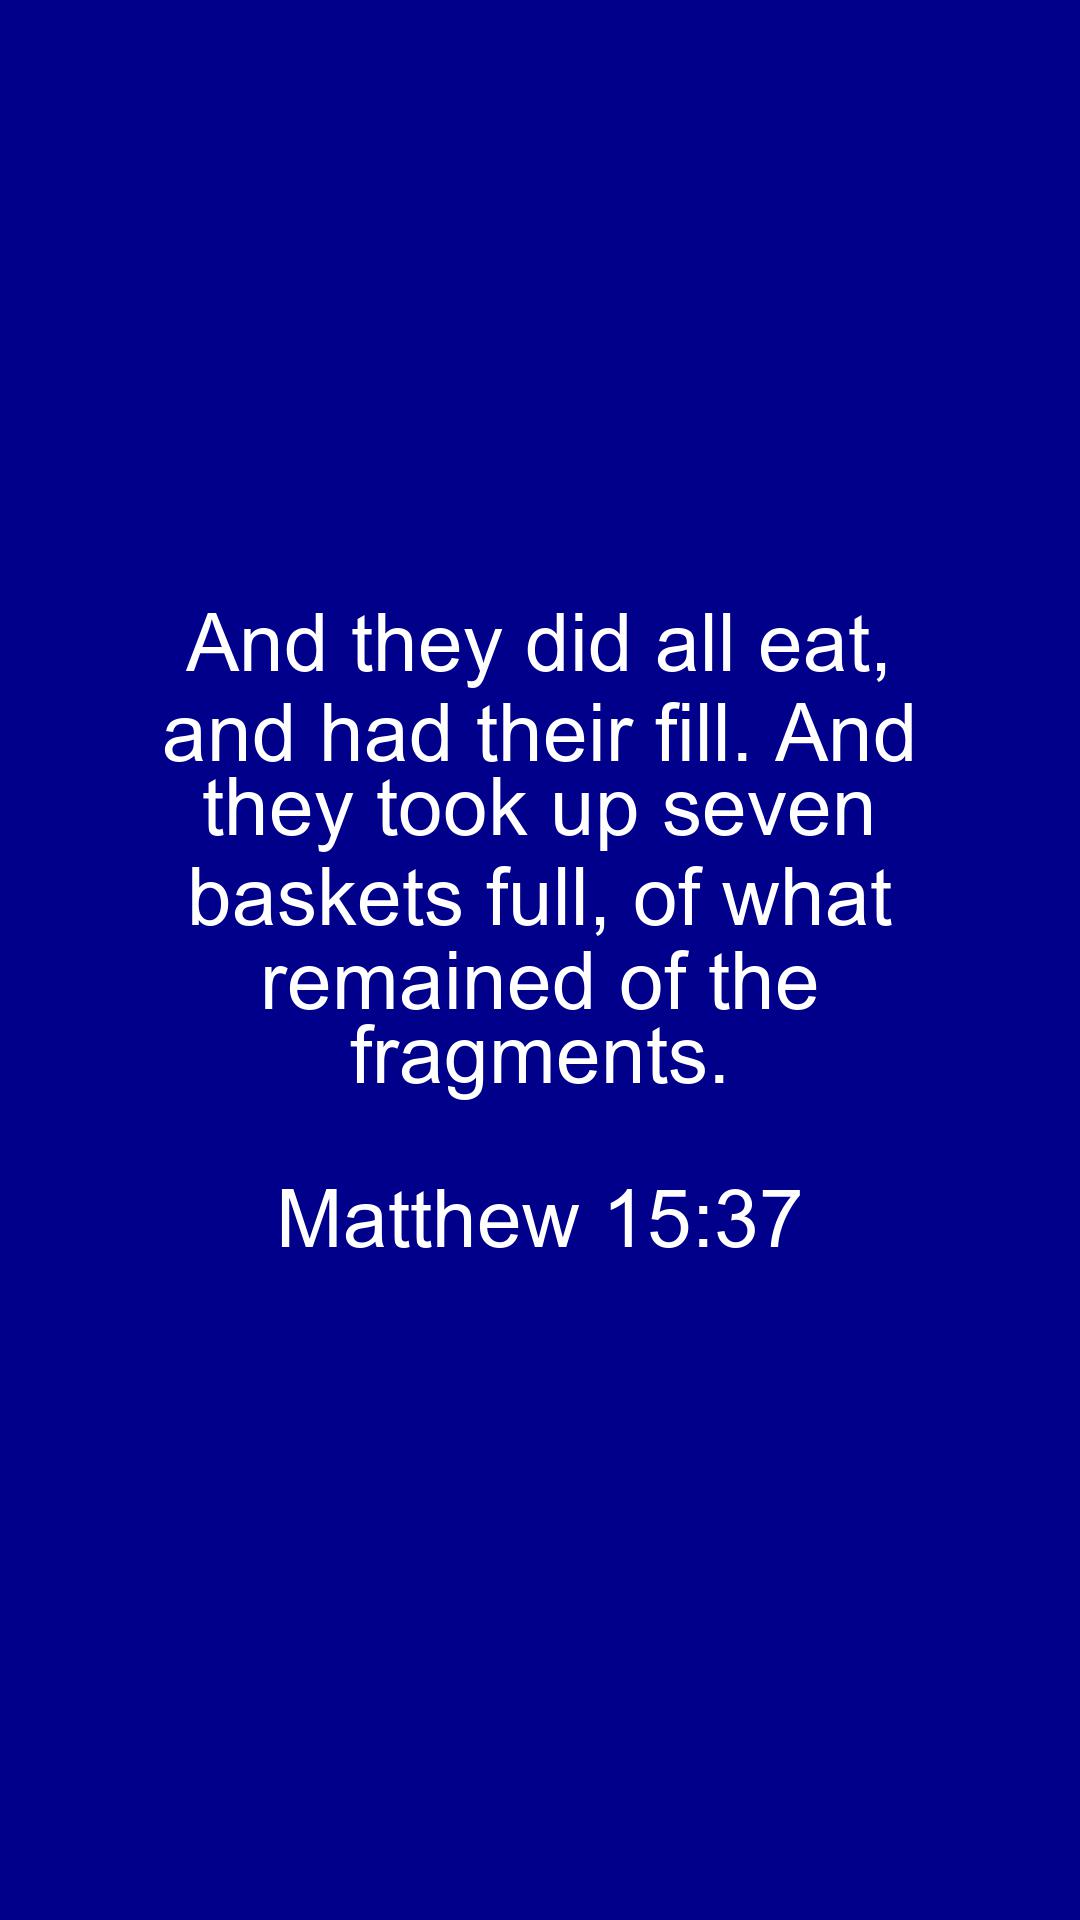 And they did all eat,
and had their fill. And
they took up seven
baskets full, of what
remained of the
fragments.
Matthew 15:37